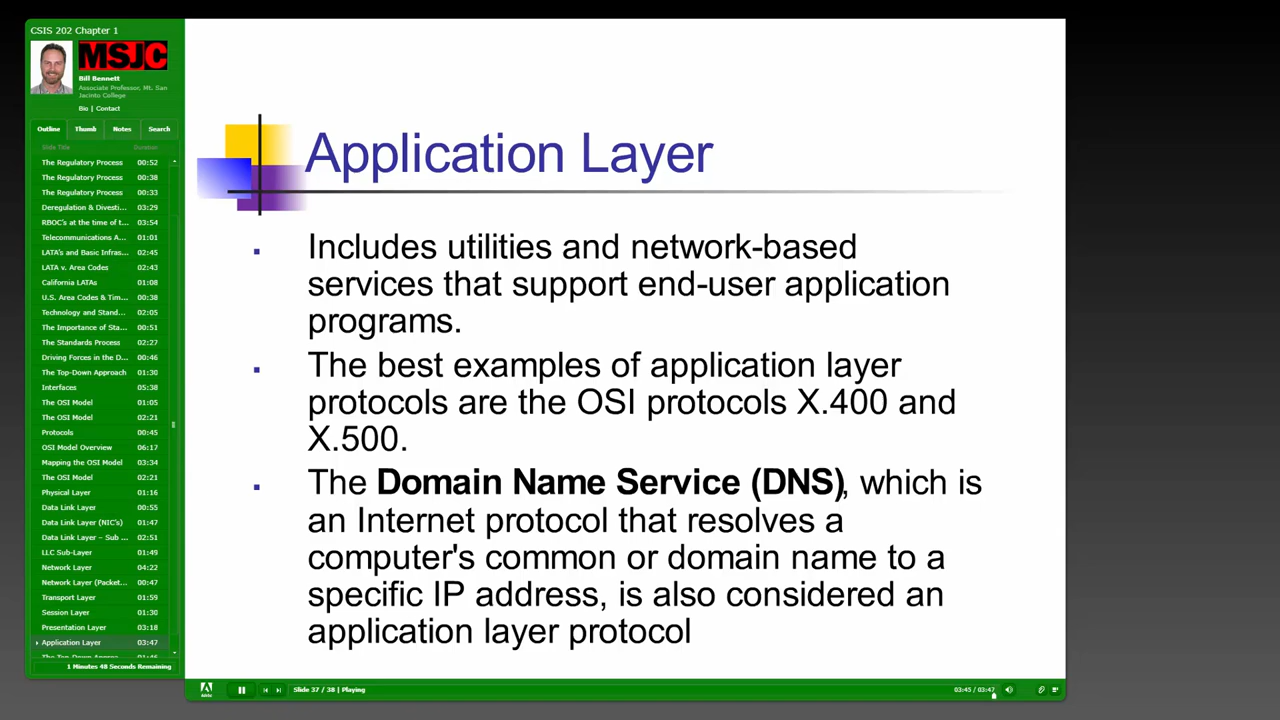 CSIS 202 Chapter 1
MSJC
Bill Bennett
Associate Professor, Mt. San
Jacinto College
Bio | Contact
Outline Thumb Notes Search
Slide Title Duration
The Regulatory Process 00:52
The Regulatory Process 00:38
The Regulatory Process 00:33
Deregulation & Divesti... 03:29
RBOC's at the time of t... 03:54
Telecommunications A... 01:01
LATA's and Basic Infras... 02:45
LATA v. Area Codes 02:43
California LATAs 01:08
U.S. Area Codes & Tim... 00:38
Technology and Stand... 02:05
The Importance of Sta... 00:51
The Standards Process 02:27
Driving Forces in the D... 00:46
The Top-Down Approach 01:30
Interfaces 05:38
The OSI Model 01:05
The OSI Model 02:21
Protocols 00:45
OSI Model Overview 06:17
Mapping the OSI Model 03:34
The OSI Model 02:21
Physical Layer 01:16
Data Link Layer 00:55
Data Link Layer (NIC's) 01:47
Data Link Layer – Sub ... 02:51
LLC Sub-Layer 01:49
Network Layer 04:22
Network Layer (Packet... 00:47
Transport Layer 01:59
Session Layer 01:30
Presentation Layer 03:18
Application Layer 03:47
1 Minutes 48 Seconds Remaining
Application Layer
Includes utilities and network-based
services that support end-user application
programs.
The best examples of application layer
protocols are the OSI protocols X.400 and
X.500.
The Domain Name Service (DNS), which is
an Internet protocol that resolves a
computer's common or domain name to a
specific IP address, is also considered an
application layer protocol
Slide 37 / 38 | Playing
03:45 / 03:47